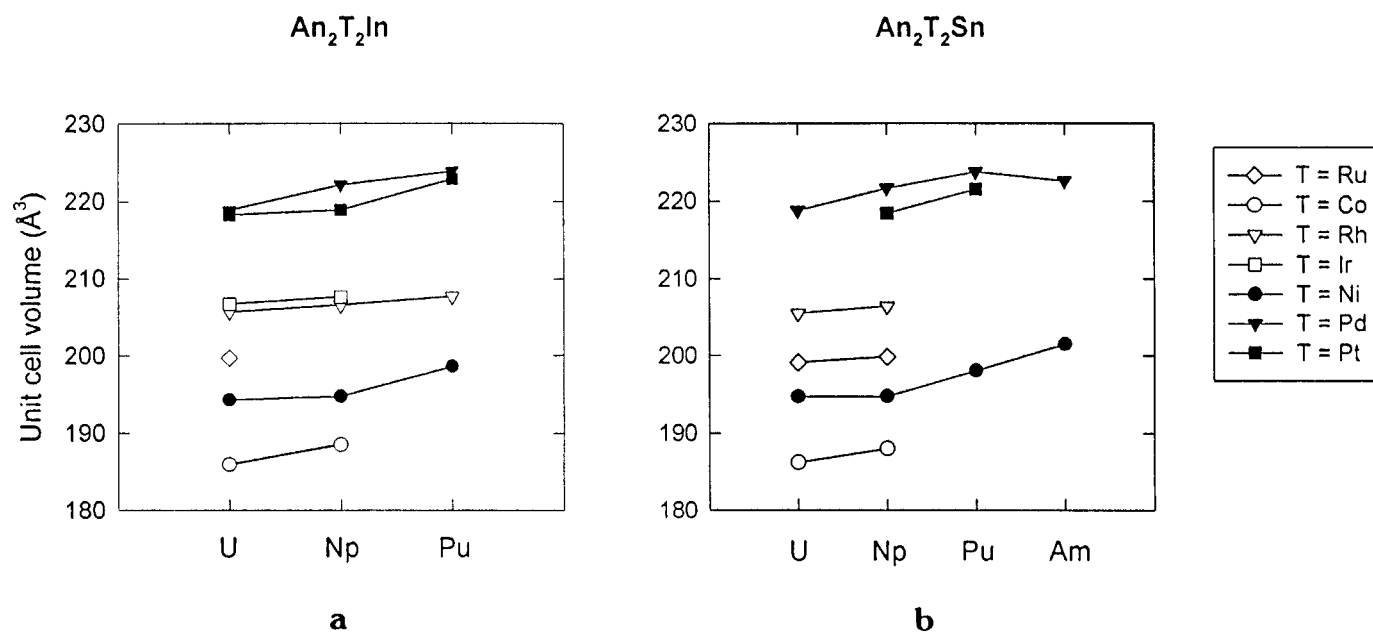 An₂T₂In
An₂T₂Sn
Unit cell volume (Å³)
230
220
210
200
190
180
U Np Pu
a
230
220
210
200
190
180
U Np Pu Am
b
T = Ru
T = Co
T = Rh
T = Ir
T = Ni
T = Pd
T = Pt